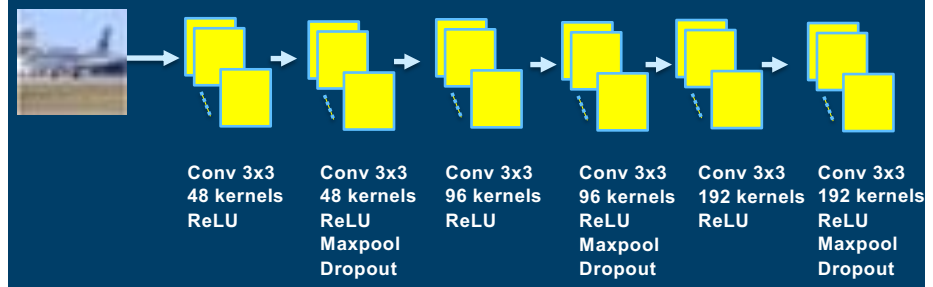 Conv 3x3
48 kernels
ReLU
Conv 3x3
48 kernels
ReLU
Maxpool
Dropout
Conv 3x3
96 kernels
ReLU
Conv 3x3
96 kernels
ReLU
Maxpool
Dropout
Conv 3x3
192 kernels
ReLU
Conv 3x3
192 kernels
ReLU
Maxpool
Dropout